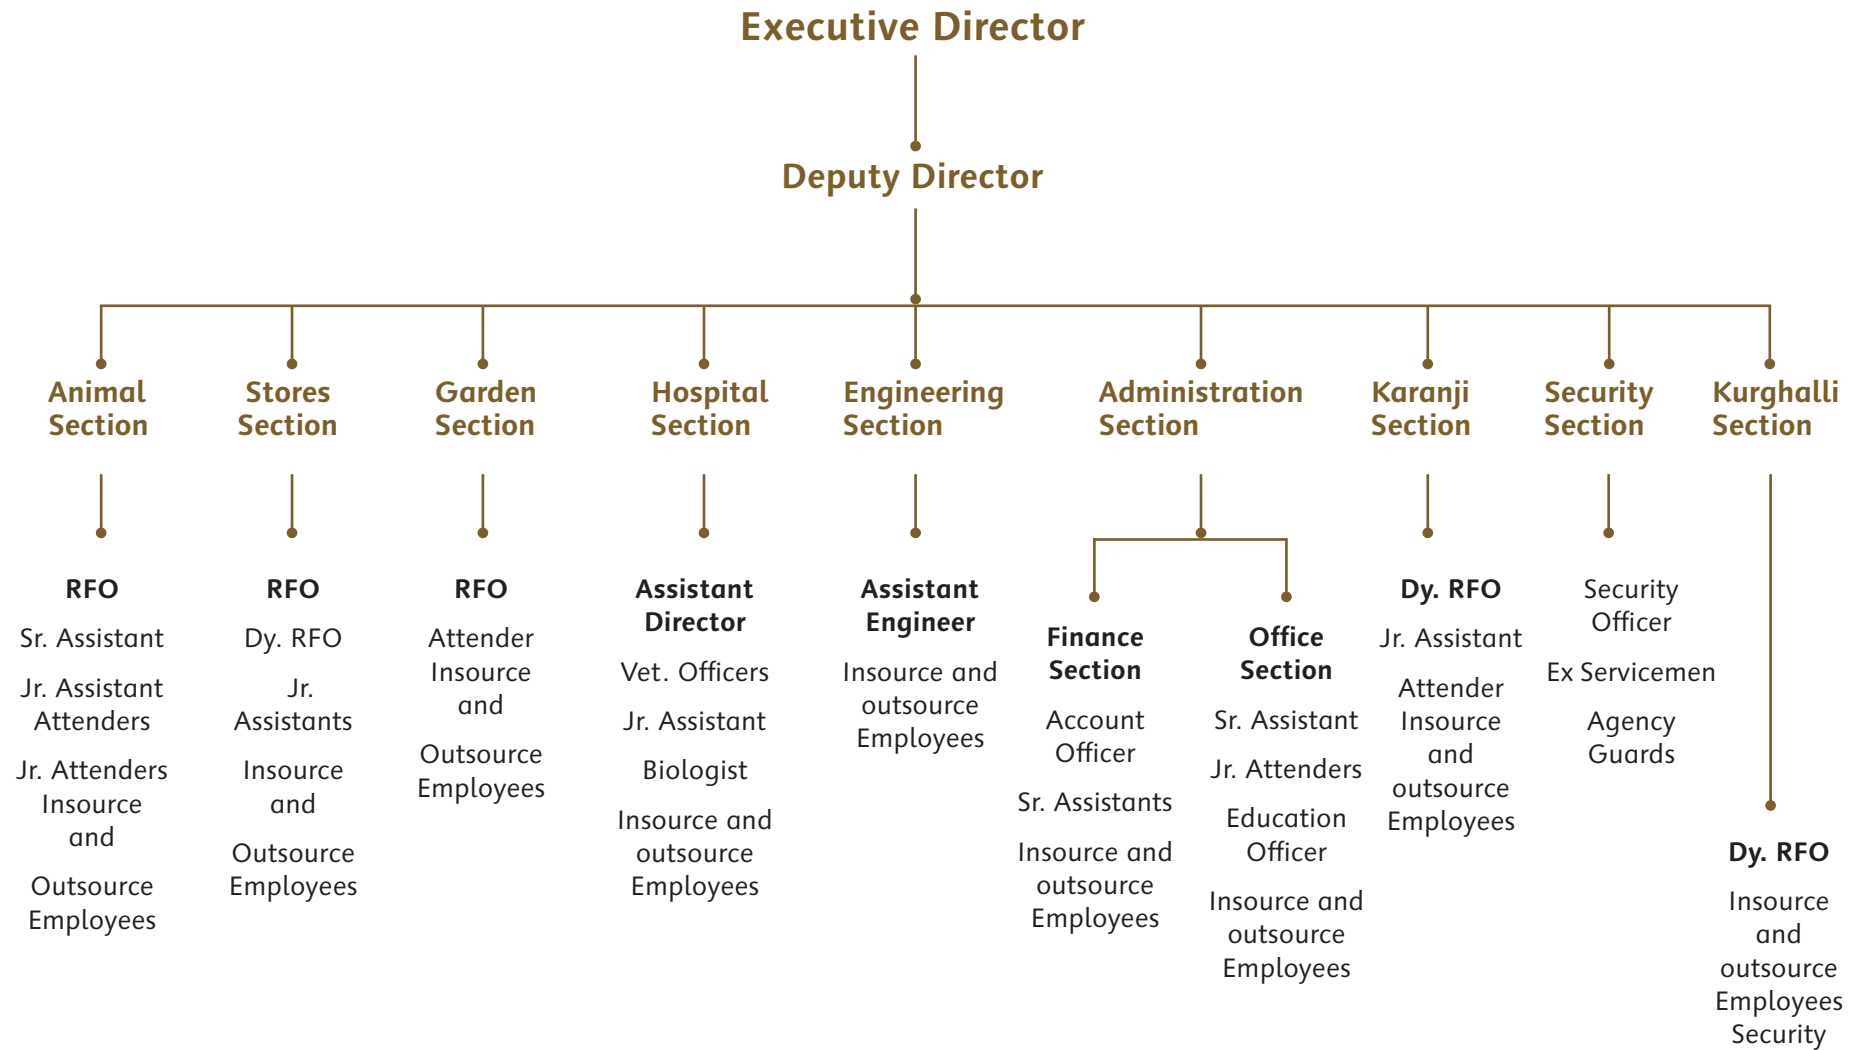 Executive Director
Deputy Director
Animal
Section
Stores
Section
Garden
Section
Hospital
Section
Engineering
Section
Administration
Section
Karanji
Section
Security
Section
Kurghalli
Section
RFO
Sr. Assistant
Jr. Assistant
Attenders
Jr. Attenders
Insource
and
Outsource
Employees
RFO
Dy. RFO
Jr.
Assistants
Insource
and
Outsource
Employees
RFO
Attender
Insource
and
Outsource
Employees
Assistant
Director
Vet. Officers
Jr. Assistant
Biologist
Insource and
outsource
Employees
Assistant
Engineer
Insource and
outsource
Employees
Finance
Section
Account
Officer
Sr. Assistants
Insource and
outsource
Employees
Office
Section
Sr. Assistant
Jr. Attenders
Education
Officer
Insource and
outsource
Employees
Dy. RFO
Jr. Assistant
Attender
Insource
and
outsource
Employees
Security
Officer
Ex Servicemen
Agency
Guards
Dy. RFO
Insource
and
outsource
Employees
Security